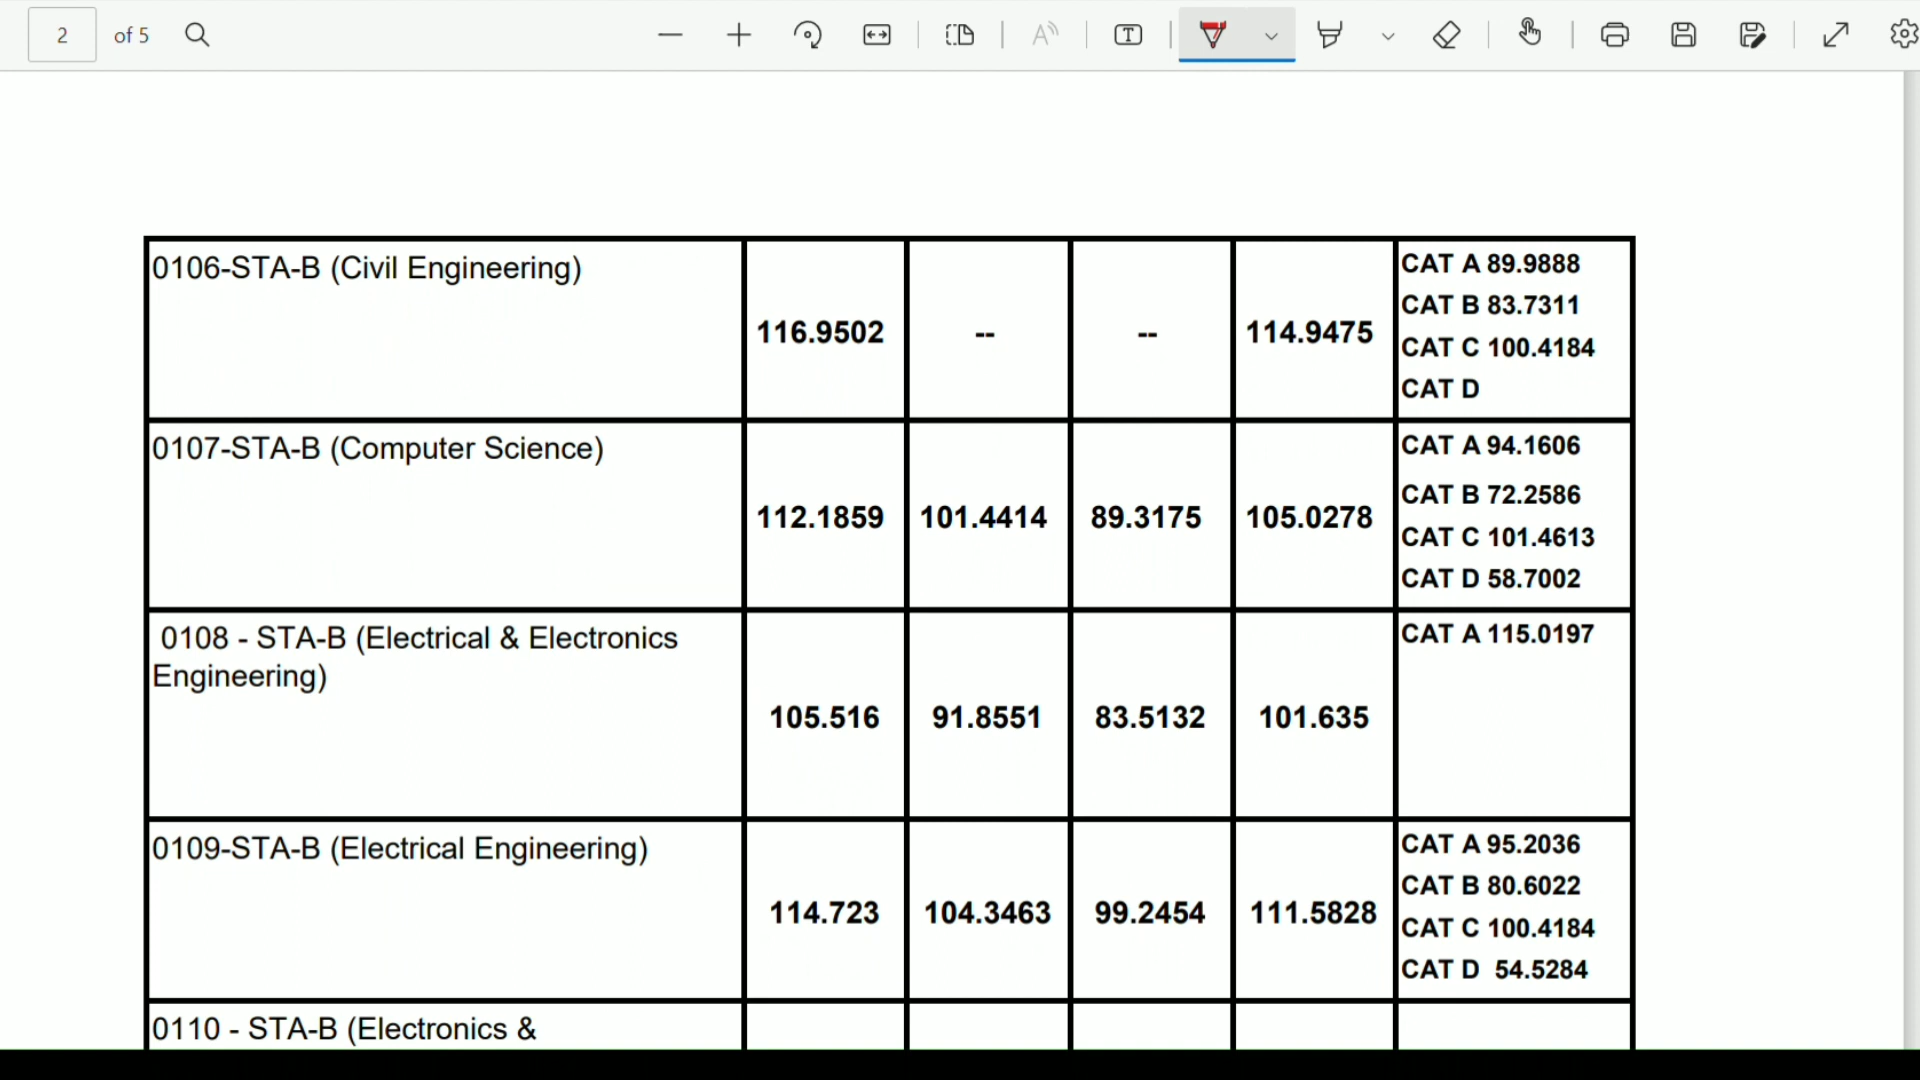 2 of 5
0106-STA-B (Civil Engineering)
116.9502 -- -- 114.9475
CAT A 89.9888
CAT B 83.7311
CAT C 100.4184
CAT D
0107-STA-B (Computer Science)
112.1859 101.4414 89.3175 105.0278
CAT A 94.1606
CAT B 72.2586
CAT C 101.4613
CAT D 58.7002
0108 - STA-B (Electrical & Electronics
Engineering)
105.516 91.8551 83.5132 101.635
CAT A 115.0197
0109-STA-B (Electrical Engineering)
114.723 104.3463 99.2454 111.5828
CAT A 95.2036
CAT B 80.6022
CAT C 100.4184
CAT D 54.5284
0110 - STA-B (Electronics &